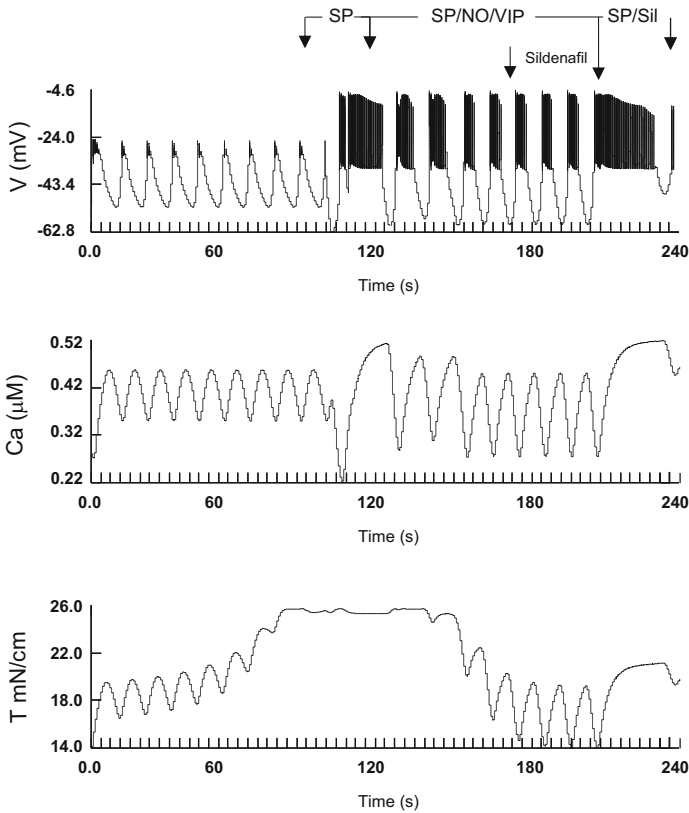 SP SP/NO/VIP SP/Sil
Sildenafil
V (mV)
-4.6
-24.0
-43.4
-62.8
0.0 60 120 180 240
Time (s)
Ca (μM)
0.52
0.42
0.32
0.22
0.0 60 120 180 240
Time (s)
T mN/cm
26.0
22.0
18.0
14.0
0.0 60 120 180 240
Time (s)